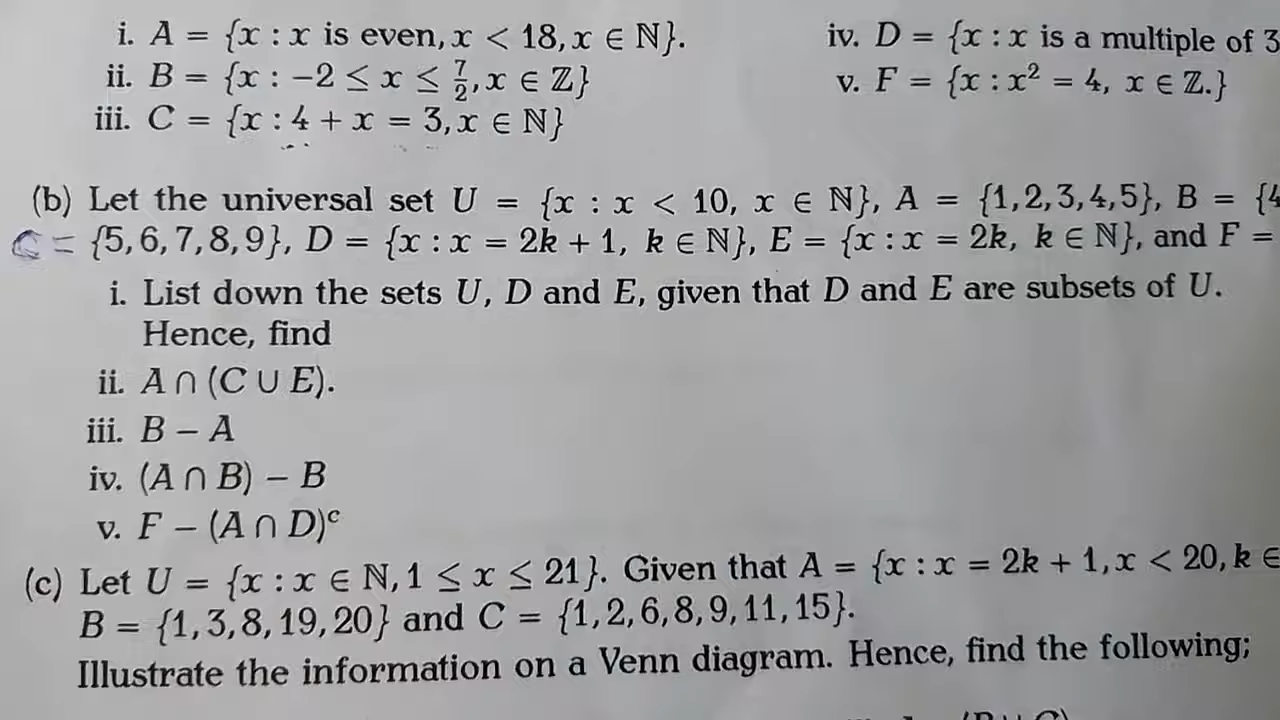 i. A = {x : x is even, x < 18, x ∈ ℕ}.
iv. D = {x : x is a multiple of 3
ii. B = {x : −2 ≤ x ≤ 7/2, x ∈ ℤ}
v. F = {x : x² = 4, x ∈ ℤ.}
iii. C = {x : 4 + x = 3, x ∈ ℕ}
(b) Let the universal set U = {x : x < 10, x ∈ ℕ}, A = {1,2,3,4,5}, B = {4
C = {5,6,7,8,9}, D = {x : x = 2k + 1, k ∈ ℕ}, E = {x : x = 2k, k ∈ ℕ}, and F =
i. List down the sets U, D and E, given that D and E are subsets of U.
Hence, find
ii. A ∩ (C ∪ E).
iii. B − A
iv. (A ∩ B) − B
v. F − (A ∩ D)ᶜ
(c) Let U = {x : x ∈ ℕ, 1 ≤ x ≤ 21}. Given that A = {x : x = 2k + 1, x < 20, k ∈
B = {1,3,8,19,20} and C = {1,2,6,8,9,11,15}.
Illustrate the information on a Venn diagram. Hence, find the following;